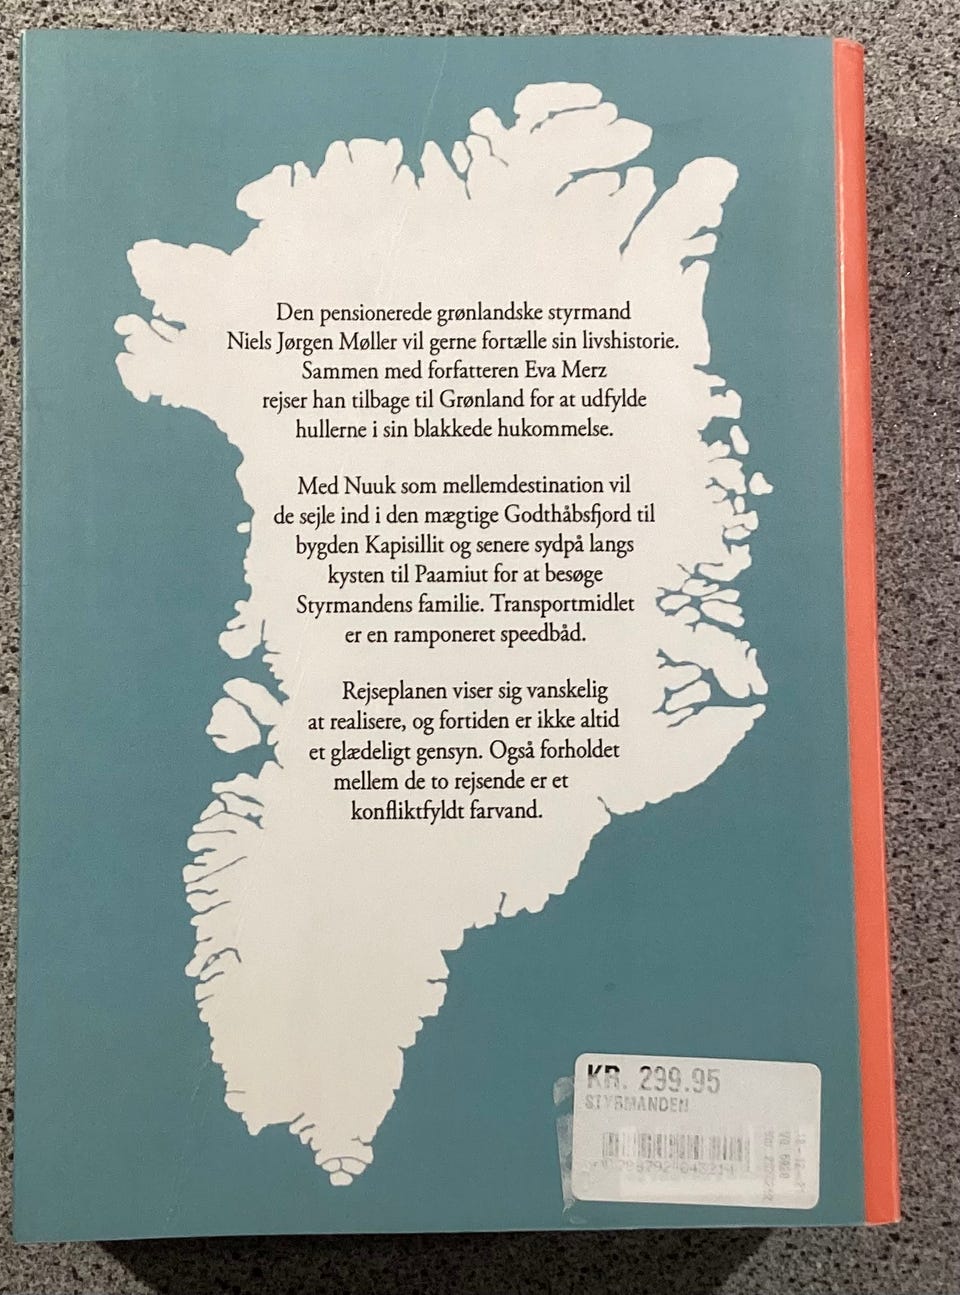 Den pensionerede grønlandske styrmand
Niels Jørgen Møller vil gerne fortælle sin livshistorie.
Sammen med forfatteren Eva Merz
rejser han tilbage til Grønland for at udfylde
hullerne i sin blakkede hukommelse.
Med Nuuk som mellemdestination vil
de sejle ind i den mægtige Godthåbsfjord til
bygden Kapisillit og senere sydpå langs
kysten til Paamiut for at besøge
Styrmandens familie. Transportmidlet
er en ramponeret speedbåd.
Rejseplanen viser sig vanskelig
at realisere, og fortiden er ikke altid
et glædeligt gensyn. Også forholdet
mellem de to rejsende er et
konfliktfyldt farvand.
KR. 299.95
STYRMANDEN